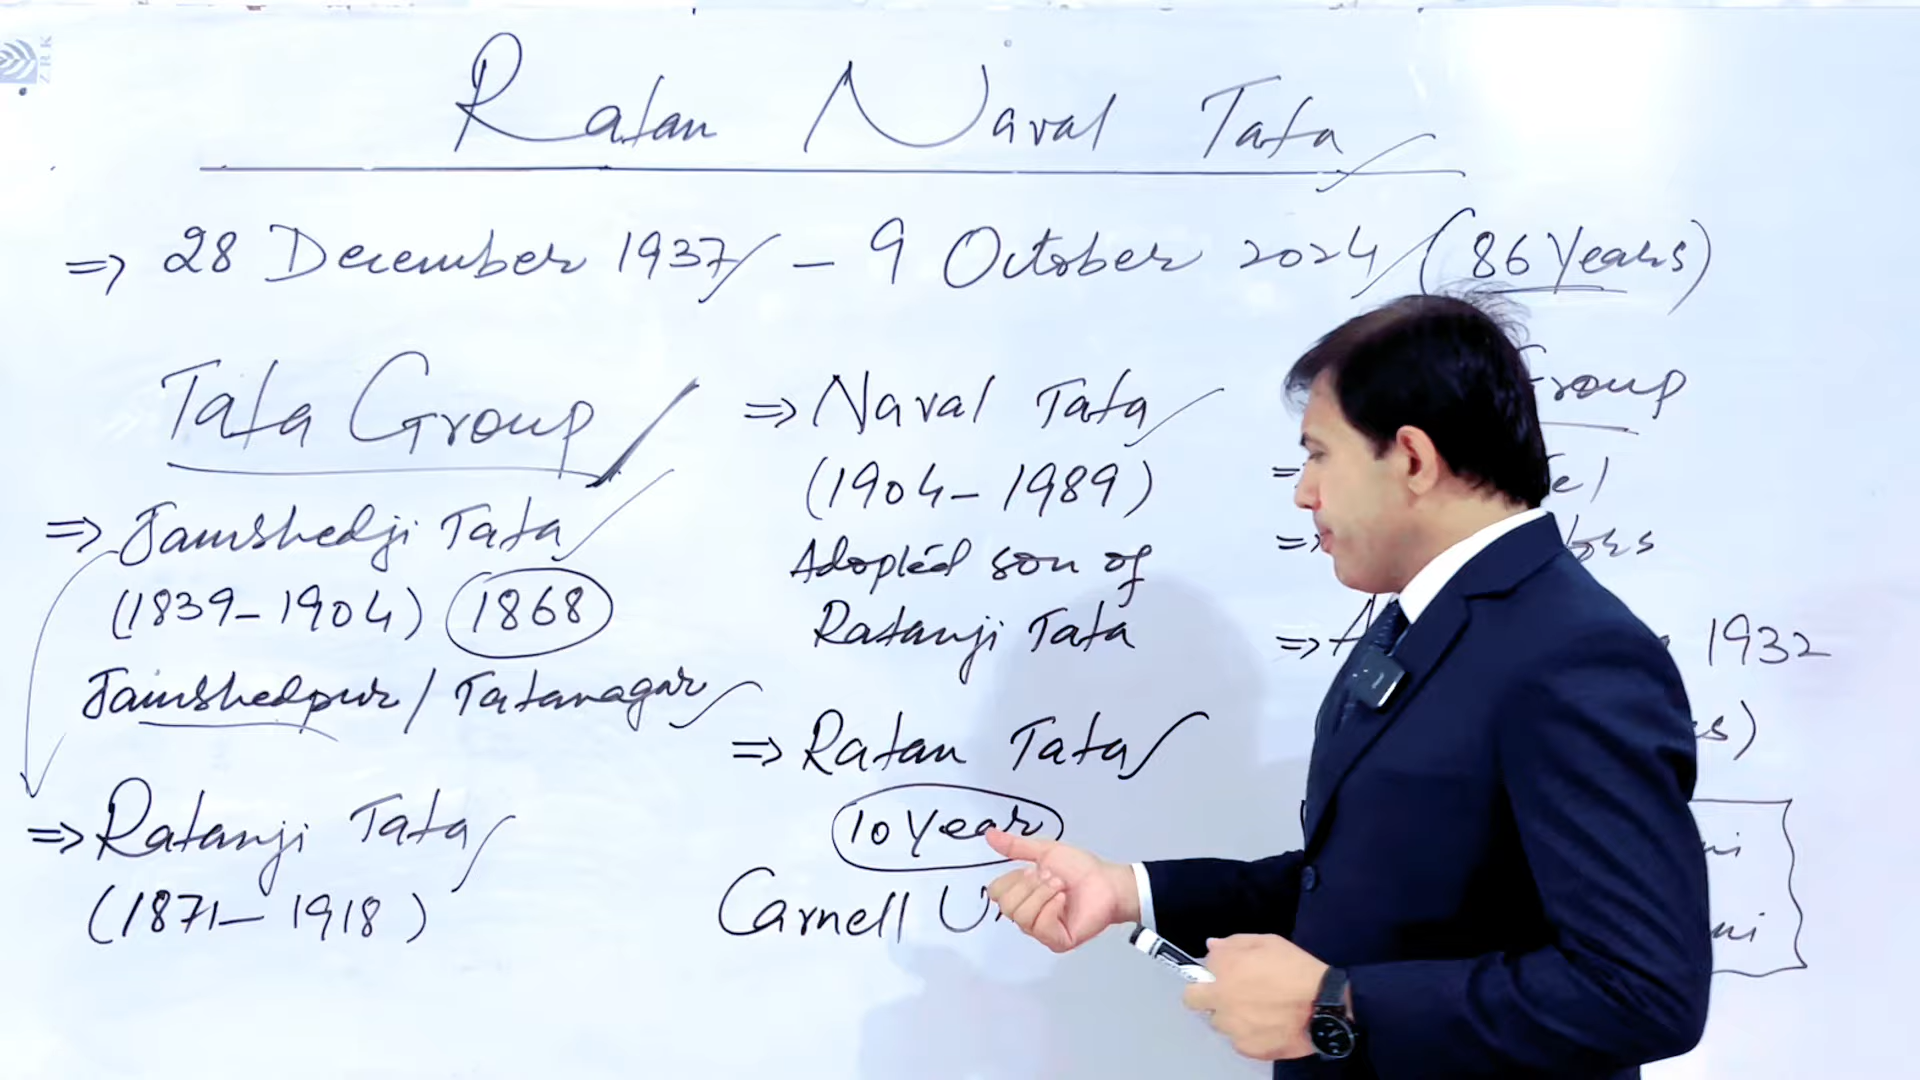 ZRK
Ratan Naval Tata
⇒ 28 December 1937 – 9 October 2024 (86 Years)
Tata Group
⇒ Jamshedji Tata
(1839–1904) 1868
Jamshedpur / Tatanagar
⇒ Ratanji Tata
(1871–1918)
⇒ Naval Tata
(1904–1989)
Adopted son of
Ratanji Tata
⇒ Ratan Tata
10 Year
Carnell
Group
⇒
⇒
⇒ 1932